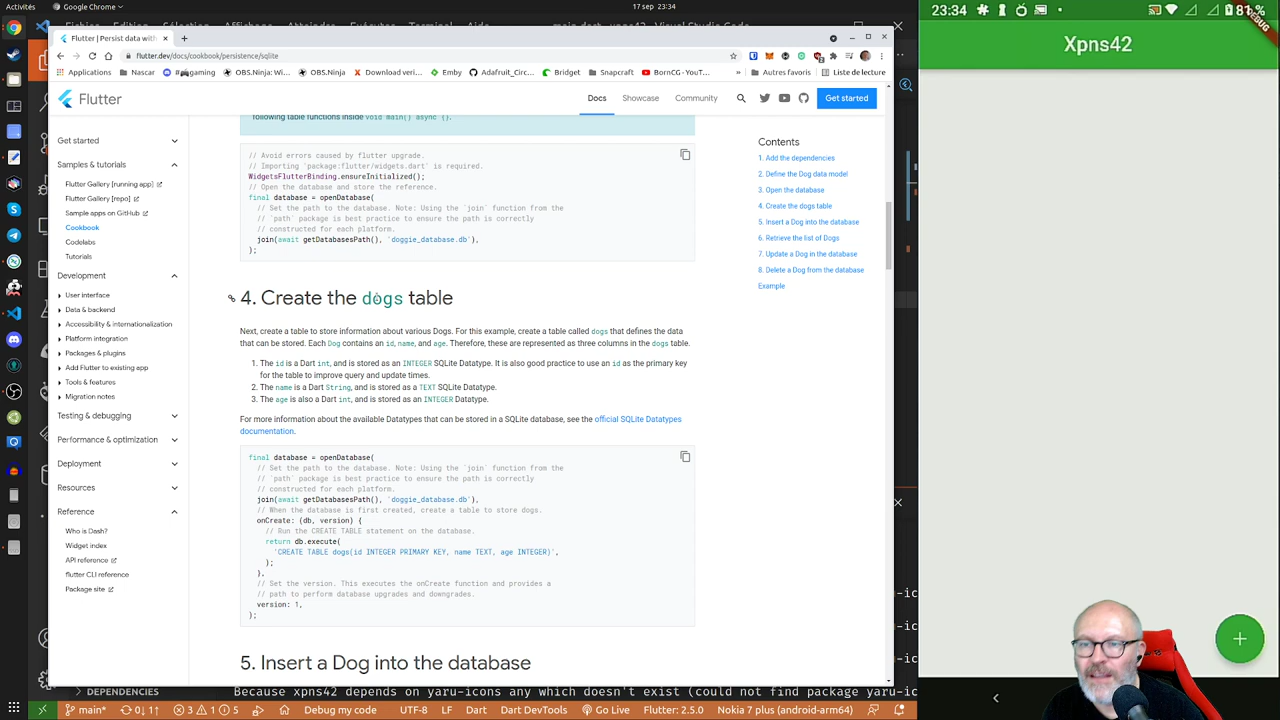 Activités
Google Chrome
17 sep 23:34
Flutter | Persist data with
flutter.dev/docs/cookbook/persistence/sqlite
Applications
Nascar
OBS.Ninja: Wi...
OBS.Ninja
Download veri...
Emby
Adafruit_Circ...
Bridget
Snapcraft
BornCG - YouT...
»
Autres favoris
Liste de lecture
Flutter
Docs
Showcase
Community
Get started
Get started
Samples & tutorials
Flutter Gallery [running app]
Flutter Gallery [repo]
Sample apps on GitHub
Cookbook
Codelabs
Tutorials
Development
User interface
Data & backend
Accessibility & internationalization
Platform integration
Packages & plugins
Add Flutter to existing app
Tools & features
Migration notes
Testing & debugging
Performance & optimization
Deployment
Resources
Reference
Who is Dash?
Widget index
API reference
flutter CLI reference
Package site
following table functions inside void main() async {}.
// Avoid errors caused by flutter upgrade.
// Importing 'package:flutter/widgets.dart' is required.
WidgetsFlutterBinding.ensureInitialized();
// Open the database and store the reference.
final database = openDatabase(
// Set the path to the database. Note: Using the `join` function from the
// `path` package is best practice to ensure the path is correctly
// constructed for each platform.
join(await getDatabasesPath(), 'doggie_database.db'),
);
4. Create the dogs table
Next, create a table to store information about various Dogs. For this example, create a table called dogs that defines the data
that can be stored. Each Dog contains an id, name, and age. Therefore, these are represented as three columns in the dogs table.
1. The id is a Dart int, and is stored as an INTEGER SQLite Datatype. It is also good practice to use an id as the primary key
for the table to improve query and update times.
2. The name is a Dart String, and is stored as a TEXT SQLite Datatype.
3. The age is also a Dart int, and is stored as an INTEGER Datatype.
For more information about the available Datatypes that can be stored in a SQLite database, see the official SQLite Datatypes
documentation.
final database = openDatabase(
// Set the path to the database. Note: Using the `join` function from the
// `path` package is best practice to ensure the path is correctly
// constructed for each platform.
join(await getDatabasesPath(), 'doggie_database.db'),
// When the database is first created, create a table to store dogs.
onCreate: (db, version) {
// Run the CREATE TABLE statement on the database.
return db.execute(
'CREATE TABLE dogs(id INTEGER PRIMARY KEY, name TEXT, age INTEGER)',
);
},
// Set the version. This executes the onCreate function and provides a
// path to perform database upgrades and downgrades.
version: 1,
);
5. Insert a Dog into the database
Contents
1. Add the dependencies
2. Define the Dog data model
3. Open the database
4. Create the dogs table
5. Insert a Dog into the database
6. Retrieve the list of Dogs
7. Update a Dog in the database
8. Delete a Dog from the database
Example
DEPENDENCIES
Because xpns42 depends on yaru-icons any which doesn't exist (could not find package yaru-ic
main*
0↓ 1↑
3
1
5
Debug my code
UTF-8
LF
Dart
Dart DevTools
Go Live
Flutter: 2.5.0
Nokia 7 plus (android-arm64)
23:34
81%
Xpns42